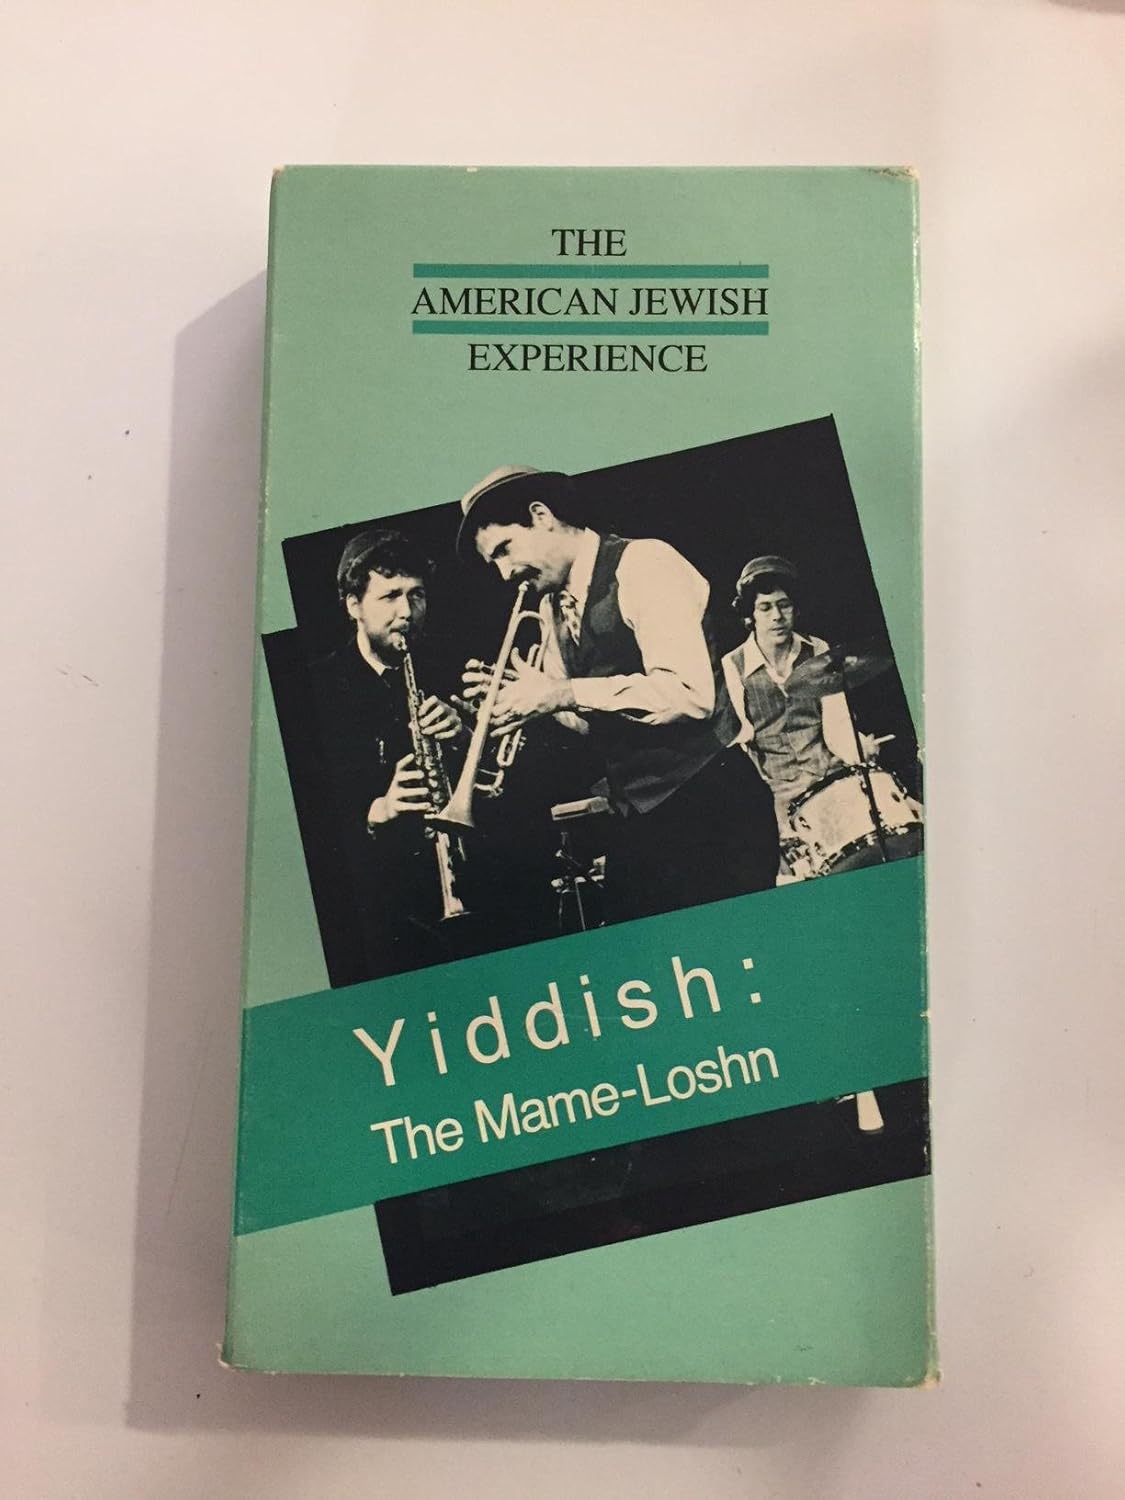 THE
AMERICAN JEWISH
EXPERIENCE
Yiddish:
The Mame-Loshn